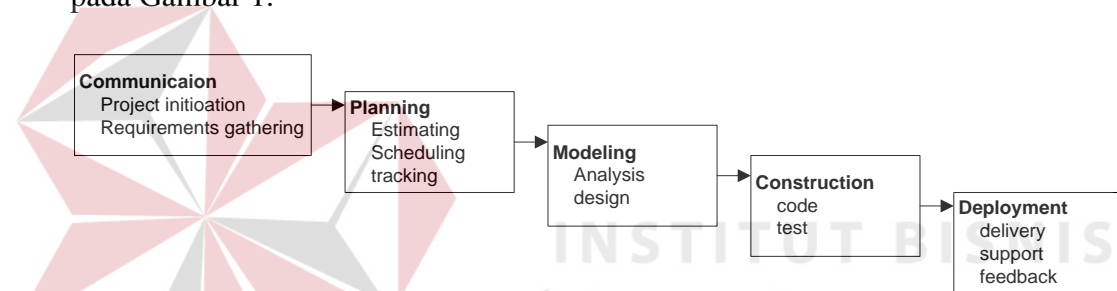 pada Gambar 1.
Communicaion
Project initioation
Requirements gathering
Planning
Estimating
Scheduling
tracking
Modeling
Analysis
design
Construction
code
test
Deployment
delivery
support
feedback
INSTITUT BISNIS